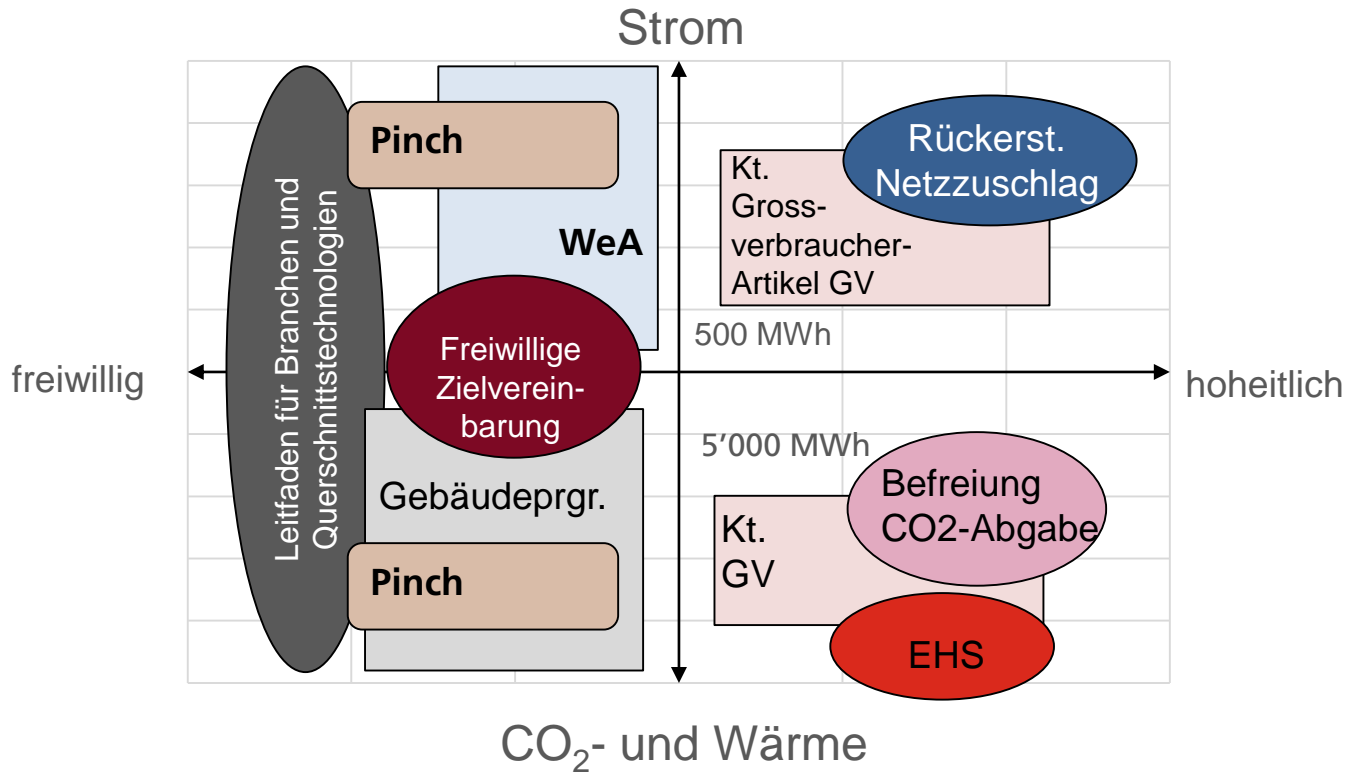 Strom
Leitfaden für Branchen und
Querschnittstechnologien
Pinch
WeA
Rückerst.
Netzzuschlag
Kt.
Gross-
verbraucher-
Artikel GV
500 MWh
freiwillig
hoheitlich
Freiwillige
Zielverein-
barung
5’000 MWh
Gebäudeprgr.
Pinch
Befreiung
CO2-Abgabe
Kt.
GV
EHS
CO₂- und Wärme